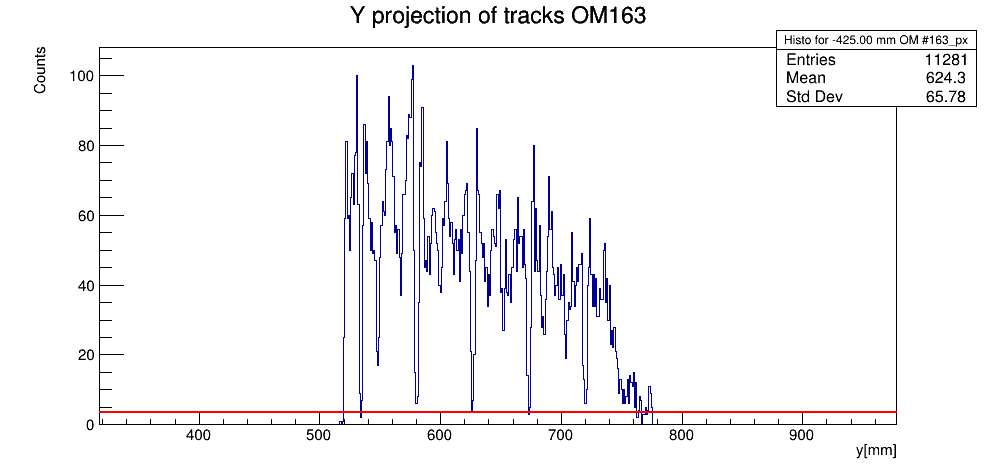 Y projection of tracks OM163
Histo for -425.00 mm OM #163_px
Entries 11281
Mean 624.3
Std Dev 65.78
Counts
100
80
60
40
20
0
400 500 600 700 800 900
y[mm]